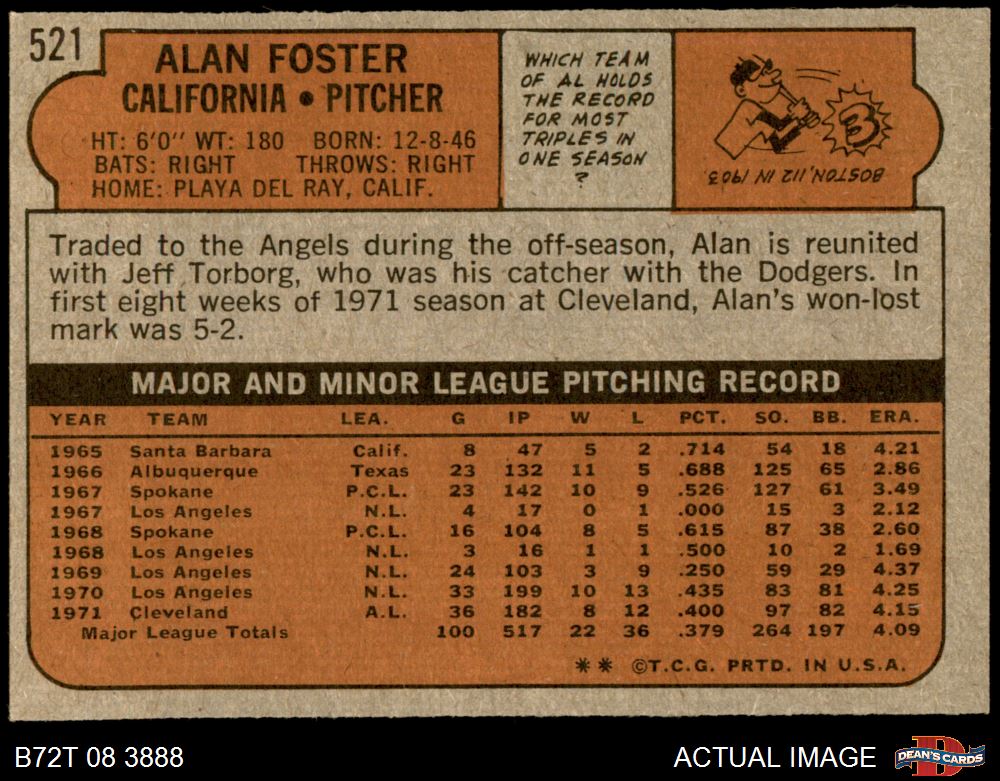 521
ALAN FOSTER
CALIFORNIA • PITCHER
HT: 6'0" WT: 180 BORN: 12-8-46
BATS: RIGHT THROWS: RIGHT
HOME: PLAYA DEL RAY, CALIF.
WHICH TEAM
OF AL HOLDS
THE RECORD
FOR MOST
TRIPLES IN
ONE SEASON
?
3
BOSTON, 112 IN 1903.
Traded to the Angels during the off-season, Alan is reunited
with Jeff Torborg, who was his catcher with the Dodgers. In
first eight weeks of 1971 season at Cleveland, Alan's won-lost
mark was 5-2.
MAJOR AND MINOR LEAGUE PITCHING RECORD
YEAR TEAM LEA. G IP W L PCT. SO. BB. ERA.
1965 Santa Barbara Calif. 8 47 5 2 .714 54 18 4.21
1966 Albuquerque Texas 23 132 11 5 .688 125 65 2.86
1967 Spokane P.C.L. 23 142 10 9 .526 127 61 3.49
1967 Los Angeles N.L. 4 17 0 1 .000 15 3 2.12
1968 Spokane P.C.L. 16 104 8 5 .615 87 38 2.60
1968 Los Angeles N.L. 3 16 1 1 .500 10 2 1.69
1969 Los Angeles N.L. 24 103 3 9 .250 59 29 4.37
1970 Los Angeles N.L. 33 199 10 13 .435 83 81 4.25
1971 Cleveland A.L. 36 182 8 12 .400 97 82 4.15
Major League Totals 100 517 22 36 .379 264 197 4.09
** ©T.C.G. PRTD. IN U.S.A.
B72T 08 3888
ACTUAL IMAGE
D
DEAN'S CARDS